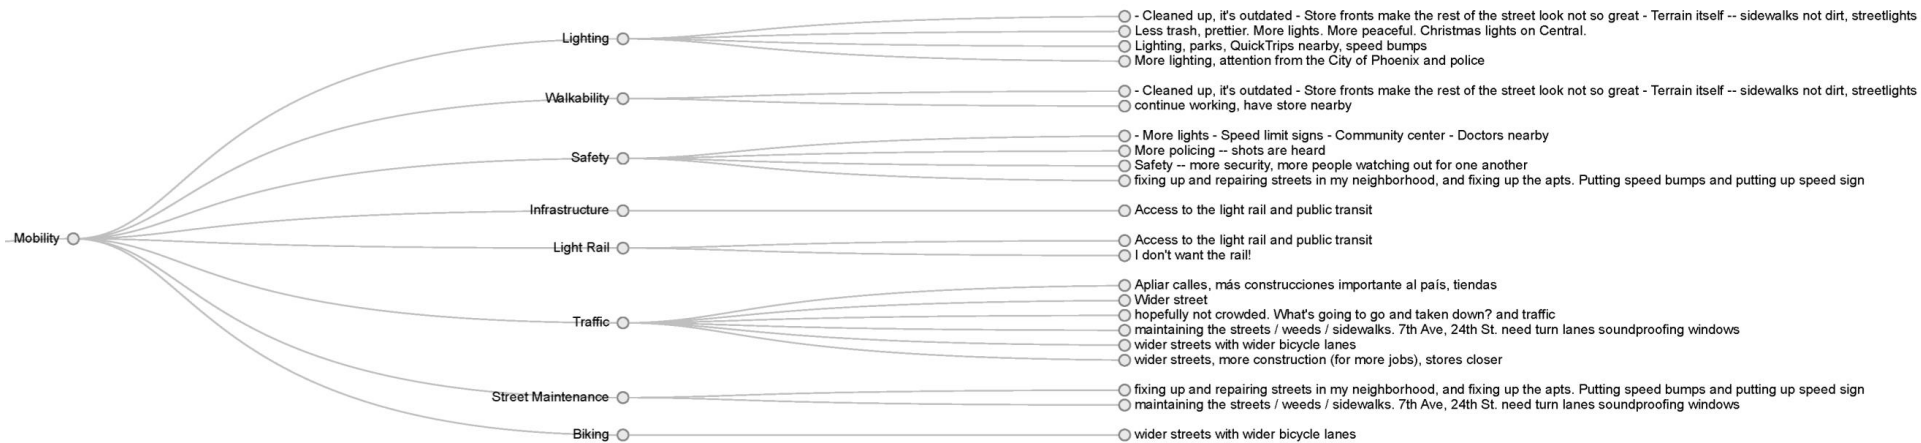 Mobility
Lighting
- Cleaned up, it's outdated - Store fronts make the rest of the street look not so great - Terrain itself -- sidewalks not dirt, streetlights
Less trash, prettier. More lights. More peaceful. Christmas lights on Central.
Lighting, parks, QuickTrips nearby, speed bumps
More lighting, attention from the City of Phoenix and police
Walkability
- Cleaned up, it's outdated - Store fronts make the rest of the street look not so great - Terrain itself -- sidewalks not dirt, streetlights
continue working, have store nearby
Safety
- More lights - Speed limit signs - Community center - Doctors nearby
More policing -- shots are heard
Safety -- more security, more people watching out for one another
fixing up and repairing streets in my neighborhood, and fixing up the apts. Putting speed bumps and putting up speed sign
Infrastructure
Access to the light rail and public transit
Light Rail
Access to the light rail and public transit
I don't want the rail!
Traffic
Apliar calles, más construcciones importante al país, tiendas
Wider street
hopefully not crowded. What's going to go and taken down? and traffic
maintaining the streets / weeds / sidewalks. 7th Ave, 24th St. need turn lanes soundproofing windows
wider streets with wider bicycle lanes
wider streets, more construction (for more jobs), stores closer
Street Maintenance
fixing up and repairing streets in my neighborhood, and fixing up the apts. Putting speed bumps and putting up speed sign
maintaining the streets / weeds / sidewalks. 7th Ave, 24th St. need turn lanes soundproofing windows
Biking
wider streets with wider bicycle lanes